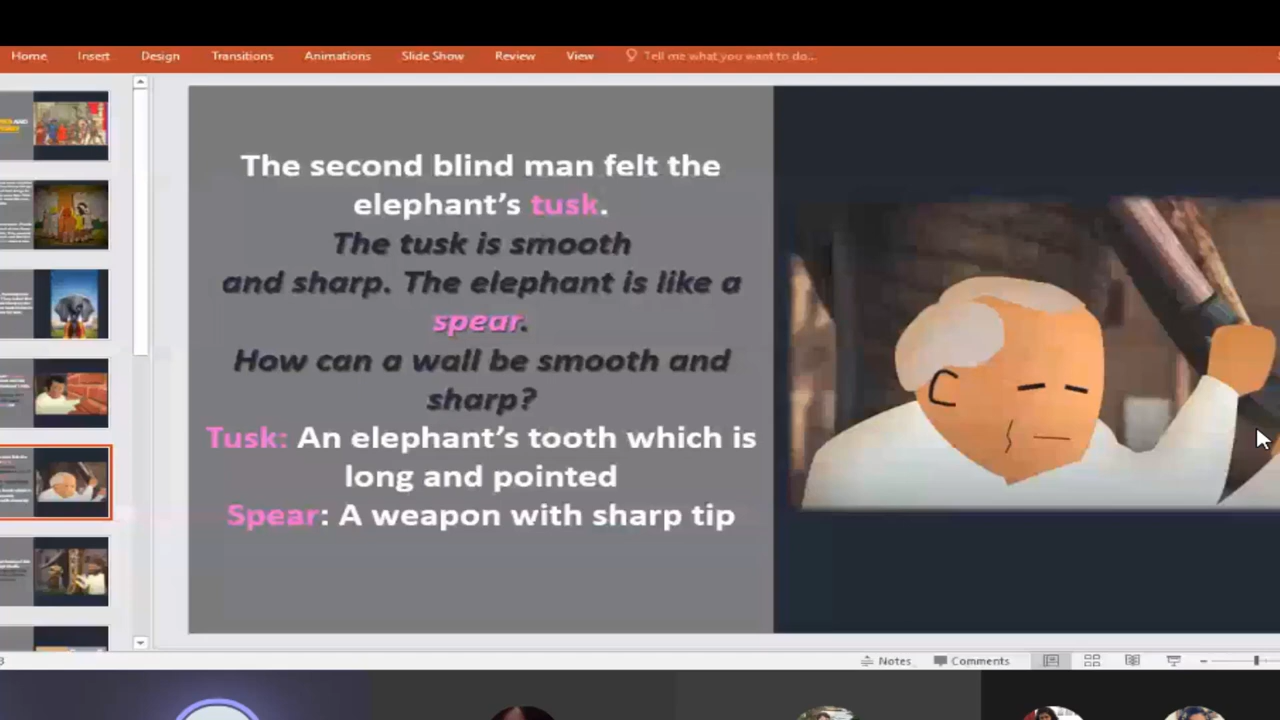 Home Insert Design Transitions Animations Slide Show Review View Tell me what you want to do...
The second blind man felt the
elephant's tusk.
The tusk is smooth
and sharp. The elephant is like a
spear.
How can a wall be smooth and
sharp?
Tusk: An elephant's tooth which is
long and pointed
Spear: A weapon with sharp tip
Notes Comments